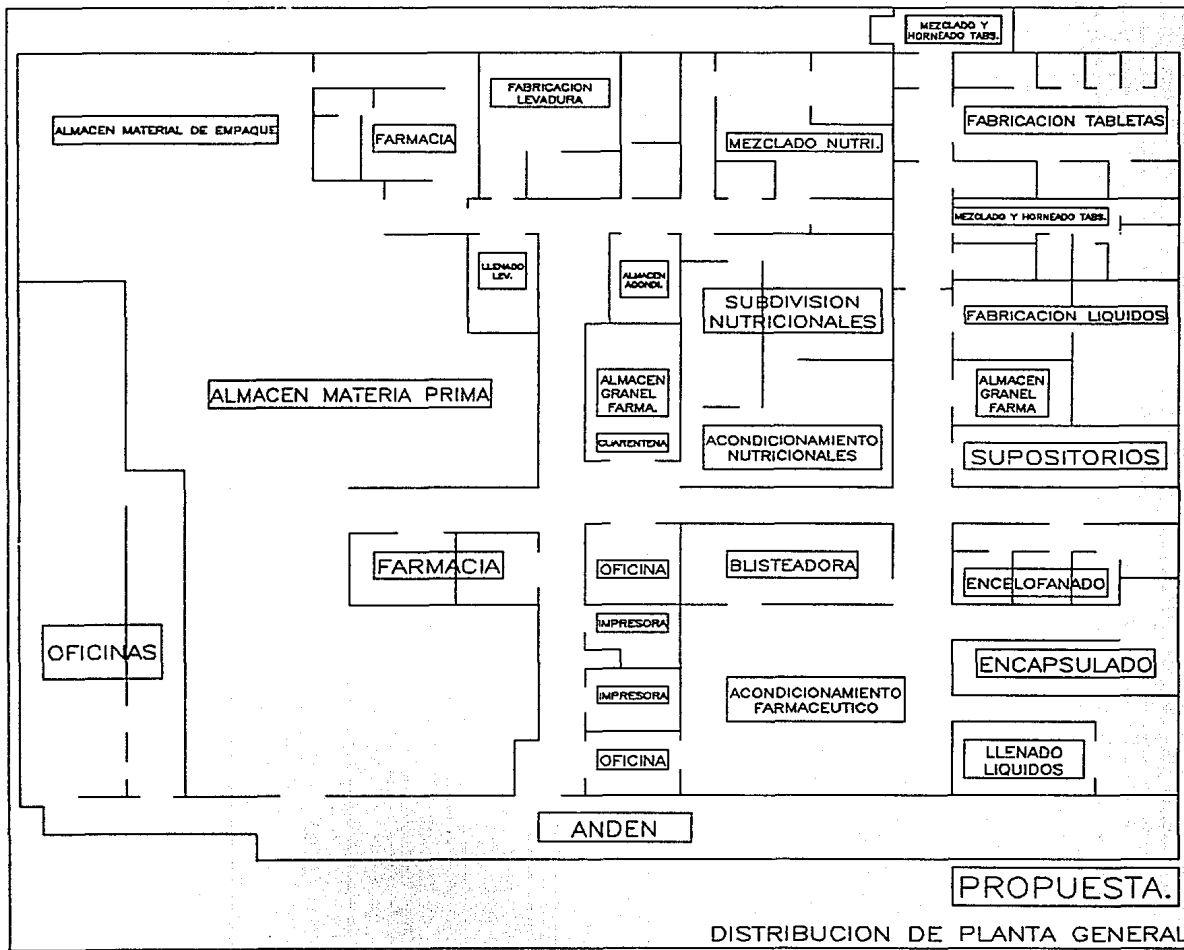 MEZCLADO Y
HORNEADO TABS.
FABRICACION
LEVADURA
ALMACEN MATERIAL DE EMPAQUE
FARMACIA
MEZCLADO NUTRI.
FABRICACION TABLETAS
MEZCLADO Y HORNEADO TABS.
LLENADO
LEV.
ALMACEN
ACONDI.
SUBDIVISION
NUTRICIONALES
FABRICACION LIQUIDOS
ALMACEN MATERIA PRIMA
ALMACEN
GRANEL
FARMA.
ALMACEN
GRANEL
FARMA
CUARENTENA
ACONDICIONAMIENTO
NUTRICIONALES
SUPOSITORIOS
FARMACIA
OFICINA
BLISTEADORA
ENCELOFANADO
IMPRESORA
OFICINAS
ENCAPSULADO
IMPRESORA
ACONDICIONAMIENTO
FARMACEUTICO
OFICINA
LLENADO
LIQUIDOS
ANDEN
PROPUESTA.
DISTRIBUCION DE PLANTA GENERAL